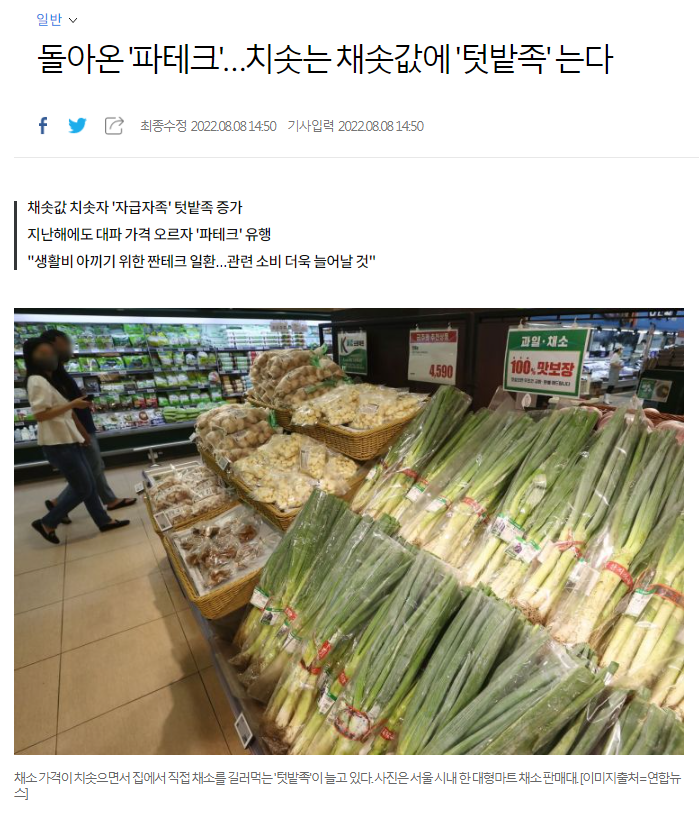 일반
돌아온 '파테크'…치솟는 채솟값에 '텃밭족' 는다
최종수정 2022.08.08 14:50 기사입력 2022.08.08 14:50
채솟값 치솟자 '자급자족' 텃밭족 증가
지난해에도 대파 가격 오르자 '파테크' 유행
"생활비 아끼기 위한 짠테크 일환…관련 소비 더욱 늘어날 것"
4,590
과일·채소
100% 맛보장
채소 가격이 치솟으면서 집에서 직접 채소를 길러먹는 '텃밭족'이 늘고 있다. 사진은 서울 시내 한 대형마트 채소 판매대.[이미지출처=연합뉴
스]